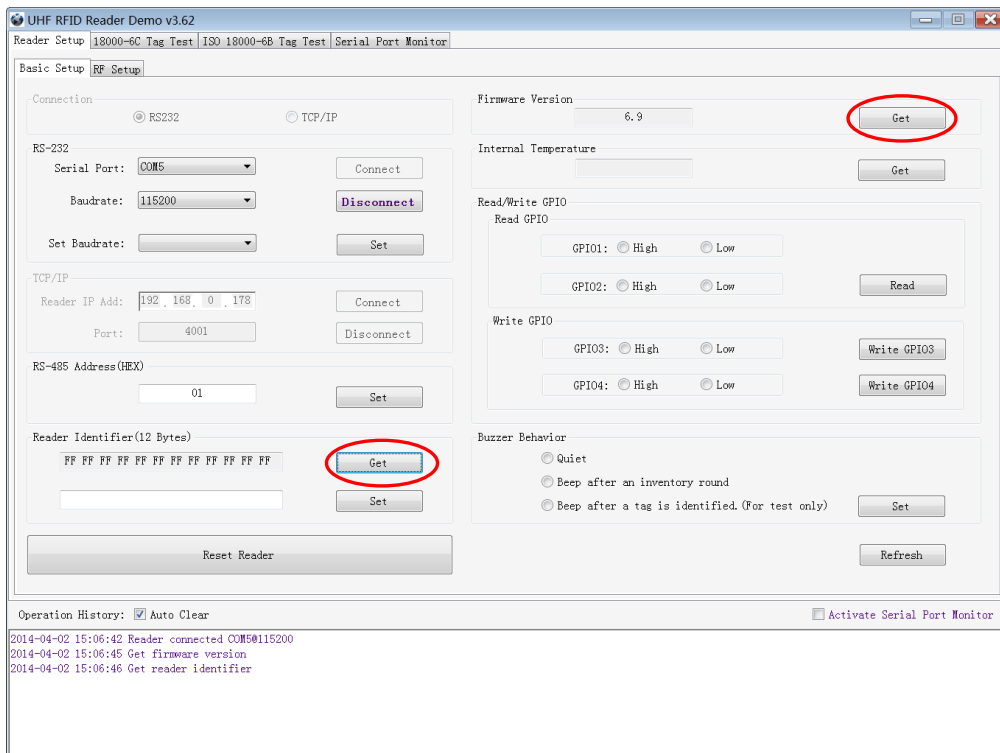 UHF RFID Reader Demo v3.62
Reader Setup 18000-6C Tag Test ISO 18000-6B Tag Test Serial Port Monitor
Basic Setup RF Setup
Connection
RS232 TCP/IP
RS-232
Serial Port: COM5 Connect
Baudrate: 115200 Disconnect
Set Baudrate: Set
TCP/IP
Reader IP Add: 192 . 168 . 0 . 178 Connect
Port: 4001 Disconnect
RS-485 Address(HEX)
01 Set
Reader Identifier(12 Bytes)
FF FF FF FF FF FF FF FF FF FF FF FF Get
Set
Reset Reader
Firmware Version
6.9 Get
Internal Temperature
Get
Read/Write GPIO
Read GPIO
GPIO1: High Low
GPIO2: High Low Read
Write GPIO
GPIO3: High Low Write GPIO3
GPIO4: High Low Write GPIO4
Buzzer Behavior
Quiet
Beep after an inventory round
Beep after a tag is identified.(For test only) Set
Refresh
Operation History: Auto Clear Activate Serial Port Monitor
2014-04-02 15:06:42 Reader connected COM5@115200
2014-04-02 15:06:45 Get firmware version
2014-04-02 15:06:46 Get reader identifier